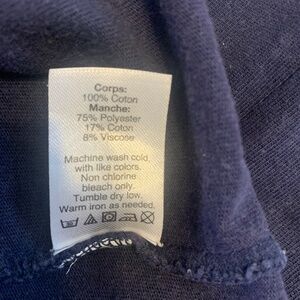 Corps:
100% Coton
Manche:
75% Polyester
17% Coton
8% Viscose
Machine wash cold
with like colors.
Non chlorine
bleach only.
Tumble dry low.
Warm iron as needed.